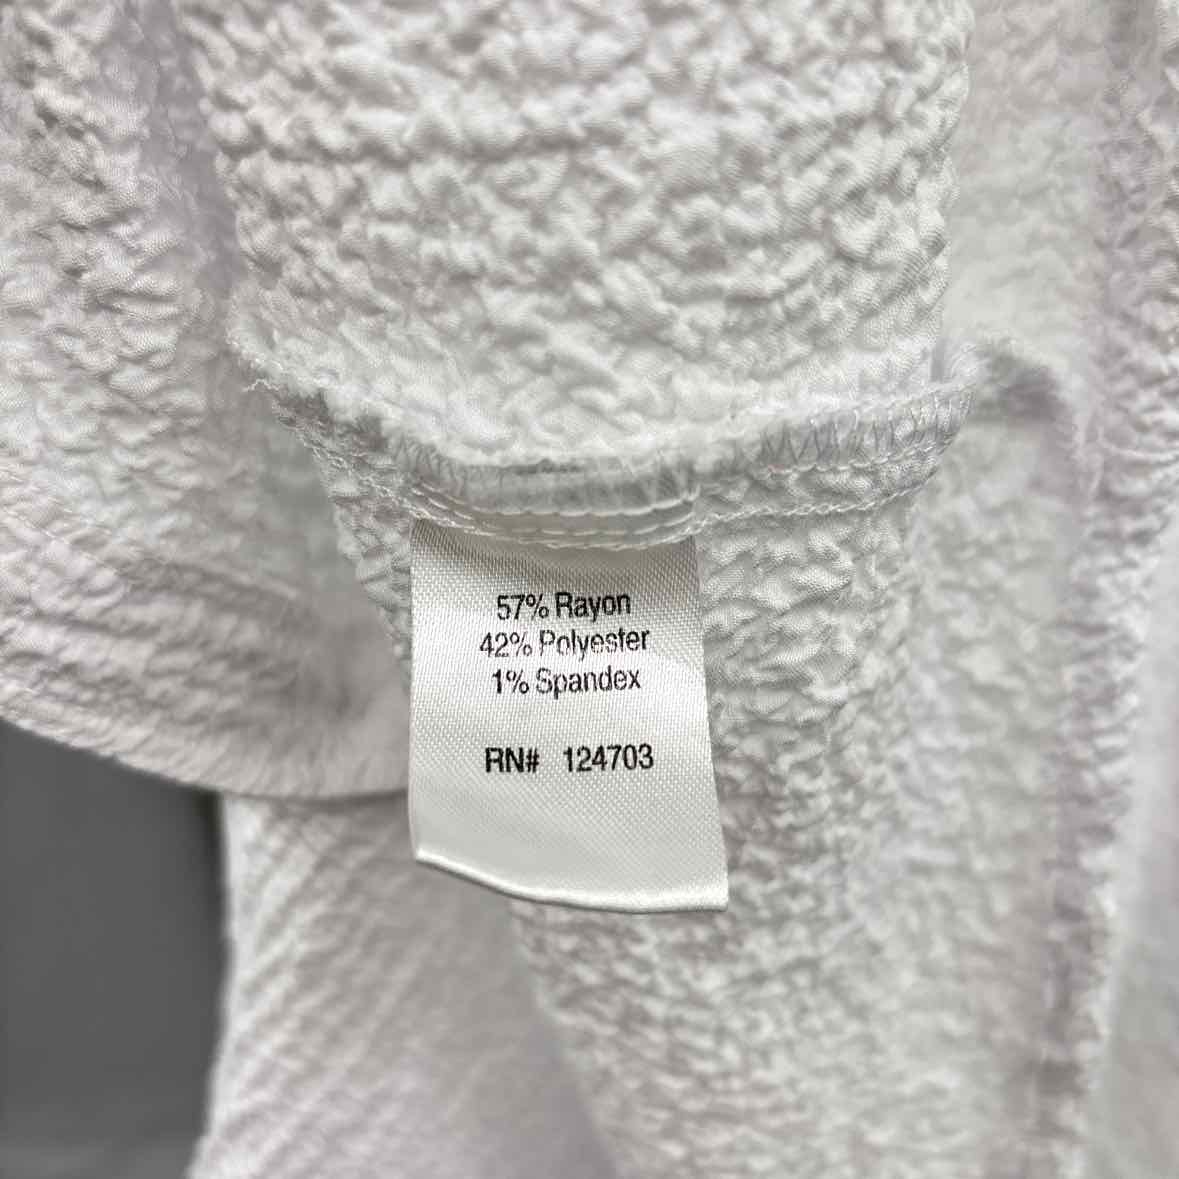 57% Rayon
42% Polyester
1% Spandex
RN# 124703